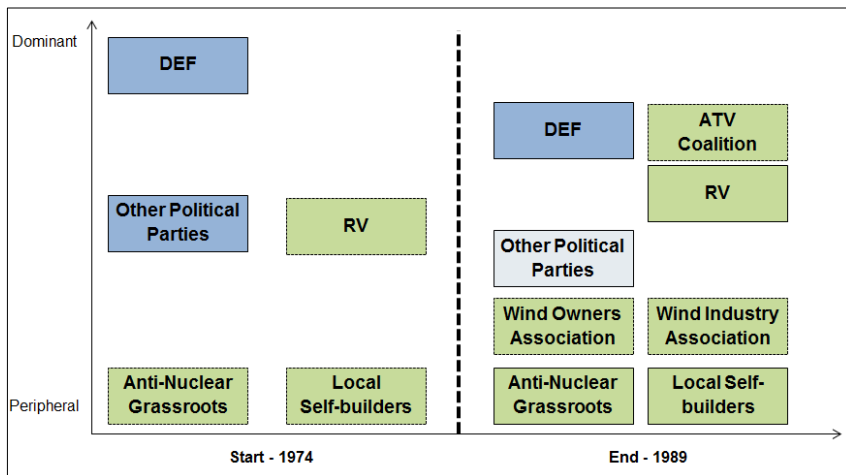 Dominant
DEF
Other Political
Parties
RV
Anti-Nuclear
Grassroots
Local
Self-builders
Peripheral
Start - 1974
DEF
ATV
Coalition
RV
Other Political
Parties
Wind Owners
Association
Wind Industry
Association
Anti-Nuclear
Grassroots
Local Self-
builders
End - 1989